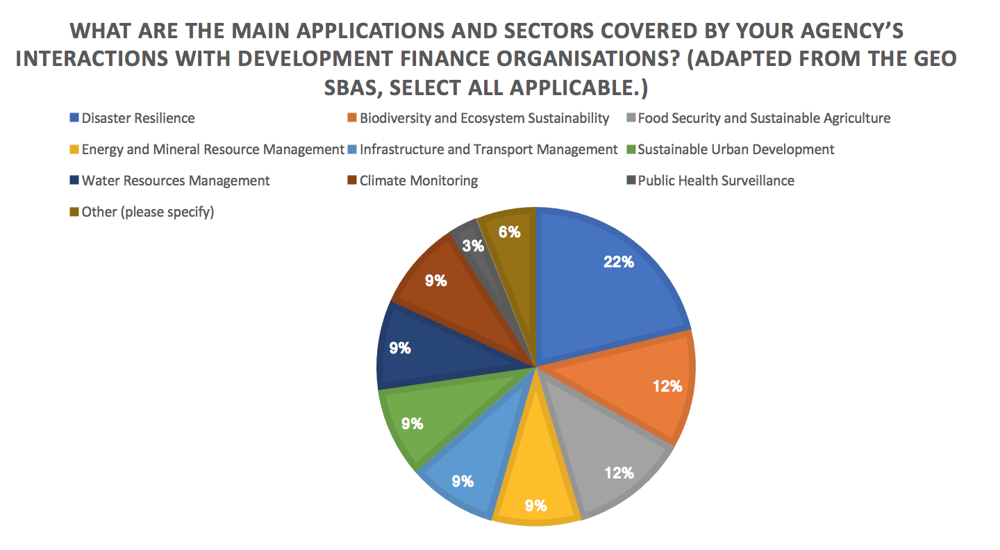 WHAT ARE THE MAIN APPLICATIONS AND SECTORS COVERED BY YOUR AGENCY’S
INTERACTIONS WITH DEVELOPMENT FINANCE ORGANISATIONS? (ADAPTED FROM THE GEO
SBAS, SELECT ALL APPLICABLE.)
Disaster Resilience
Biodiversity and Ecosystem Sustainability
Food Security and Sustainable Agriculture
Energy and Mineral Resource Management
Infrastructure and Transport Management
Sustainable Urban Development
Water Resources Management
Climate Monitoring
Public Health Surveillance
Other (please specify)
22%
12%
12%
9%
9%
9%
9%
9%
3%
6%